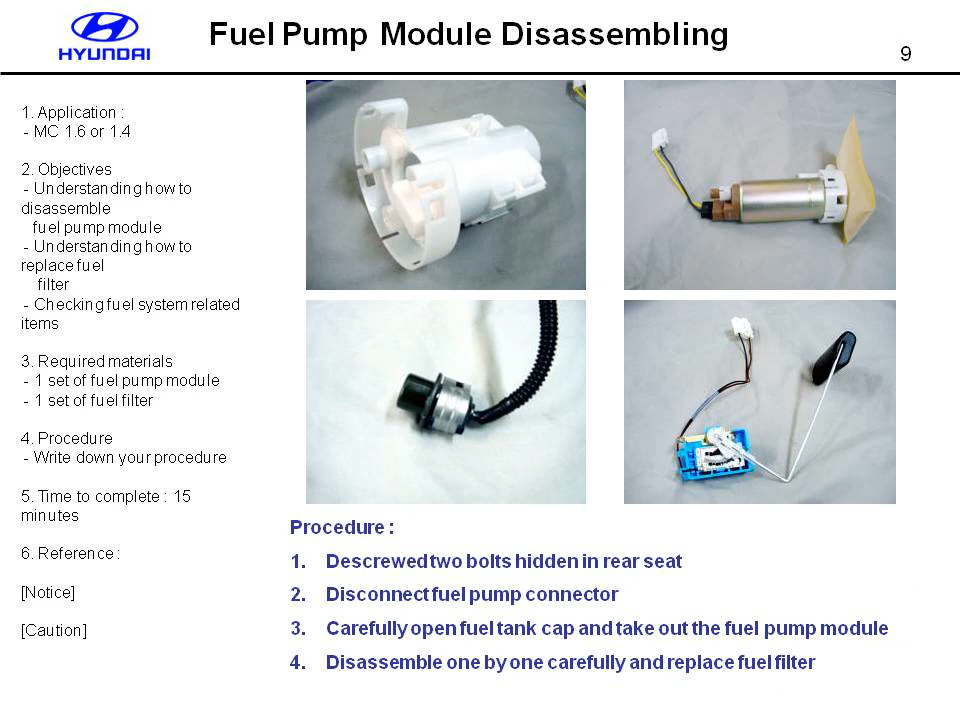 HYUNDAI
Fuel Pump Module Disassembling
9
1. Application :
- MC 1.6 or 1.4
2. Objectives
- Understanding how to
disassemble
fuel pump module
- Understanding how to
replace fuel
filter
- Checking fuel system related
items
3. Required materials
- 1 set of fuel pump module
- 1 set of fuel filter
4. Procedure
- Write down your procedure
5. Time to complete : 15
minutes
6. Reference :
[Notice]
[Caution]
Procedure :
1. Descrewed two bolts hidden in rear seat
2. Disconnect fuel pump connector
3. Carefully open fuel tank cap and take out the fuel pump module
4. Disassemble one by one carefully and replace fuel filter